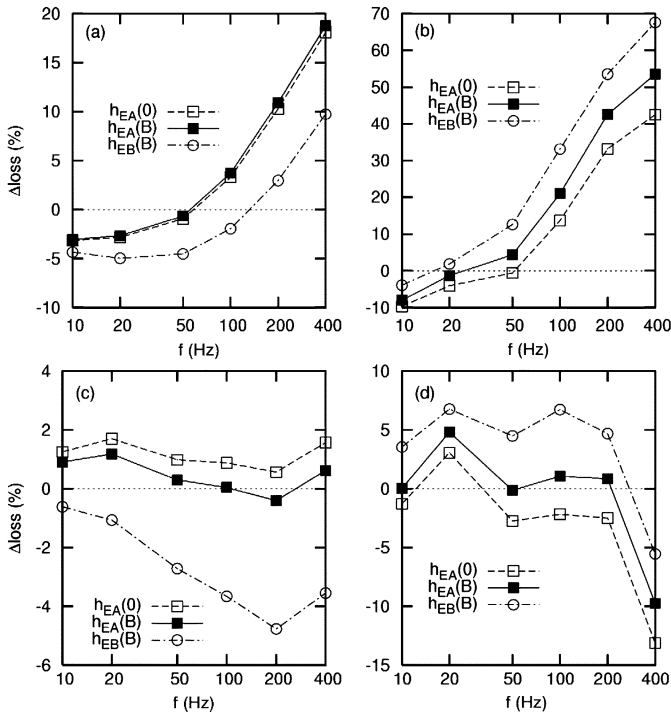 (a)
20
15
10
5
0
-5
-10
Δloss (%)
h_EA(0)
h_EA(B)
h_EB(B)
10 20 50 100 200 400
f (Hz)
(b)
70
60
50
40
30
20
10
0
-10
h_EA(0)
h_EA(B)
h_EB(B)
10 20 50 100 200 400
f (Hz)
(c)
4
2
0
-2
-4
-6
Δloss (%)
h_EA(0)
h_EA(B)
h_EB(B)
10 20 50 100 200 400
f (Hz)
(d)
10
5
0
-5
-10
-15
h_EA(0)
h_EA(B)
h_EB(B)
10 20 50 100 200 400
f (Hz)